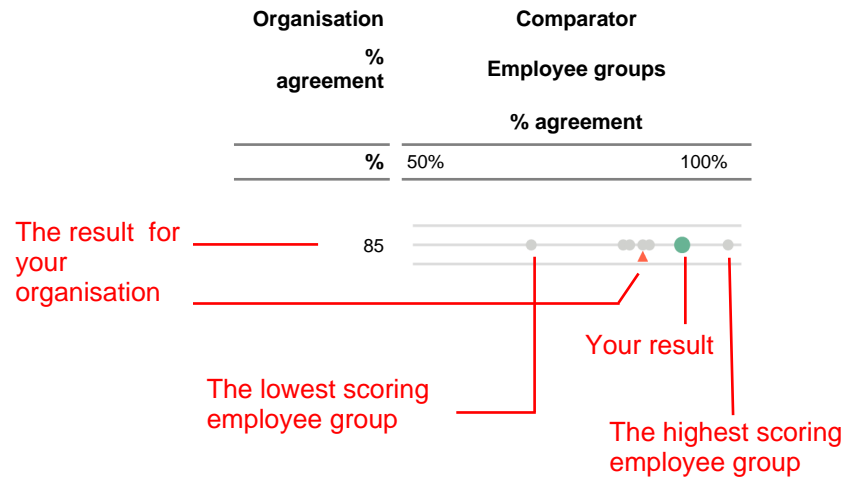 Organisation
Comparator
%
agreement
Employee groups
% agreement
%
50%
100%
The result for
your
organisation
85
Your result
The lowest scoring
employee group
The highest scoring
employee group